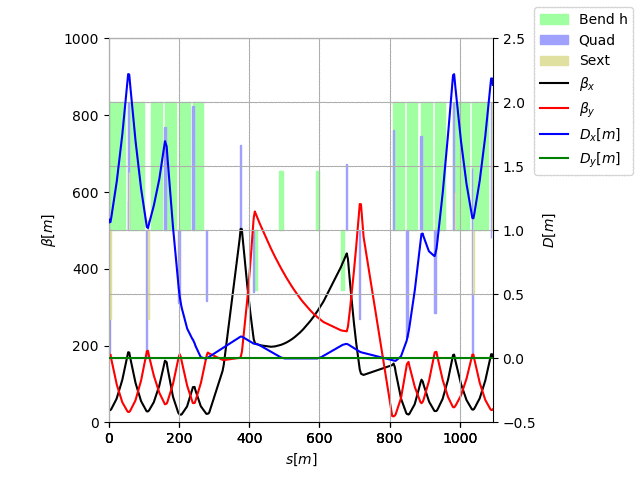 Bend h
Quad
Sext
βx
βy
Dx[m]
Dy[m]
1000
800
600
400
200
0
β[m]
2.5
2.0
1.5
1.0
0.5
0.0
−0.5
D[m]
0 200 400 600 800 1000
s[m]